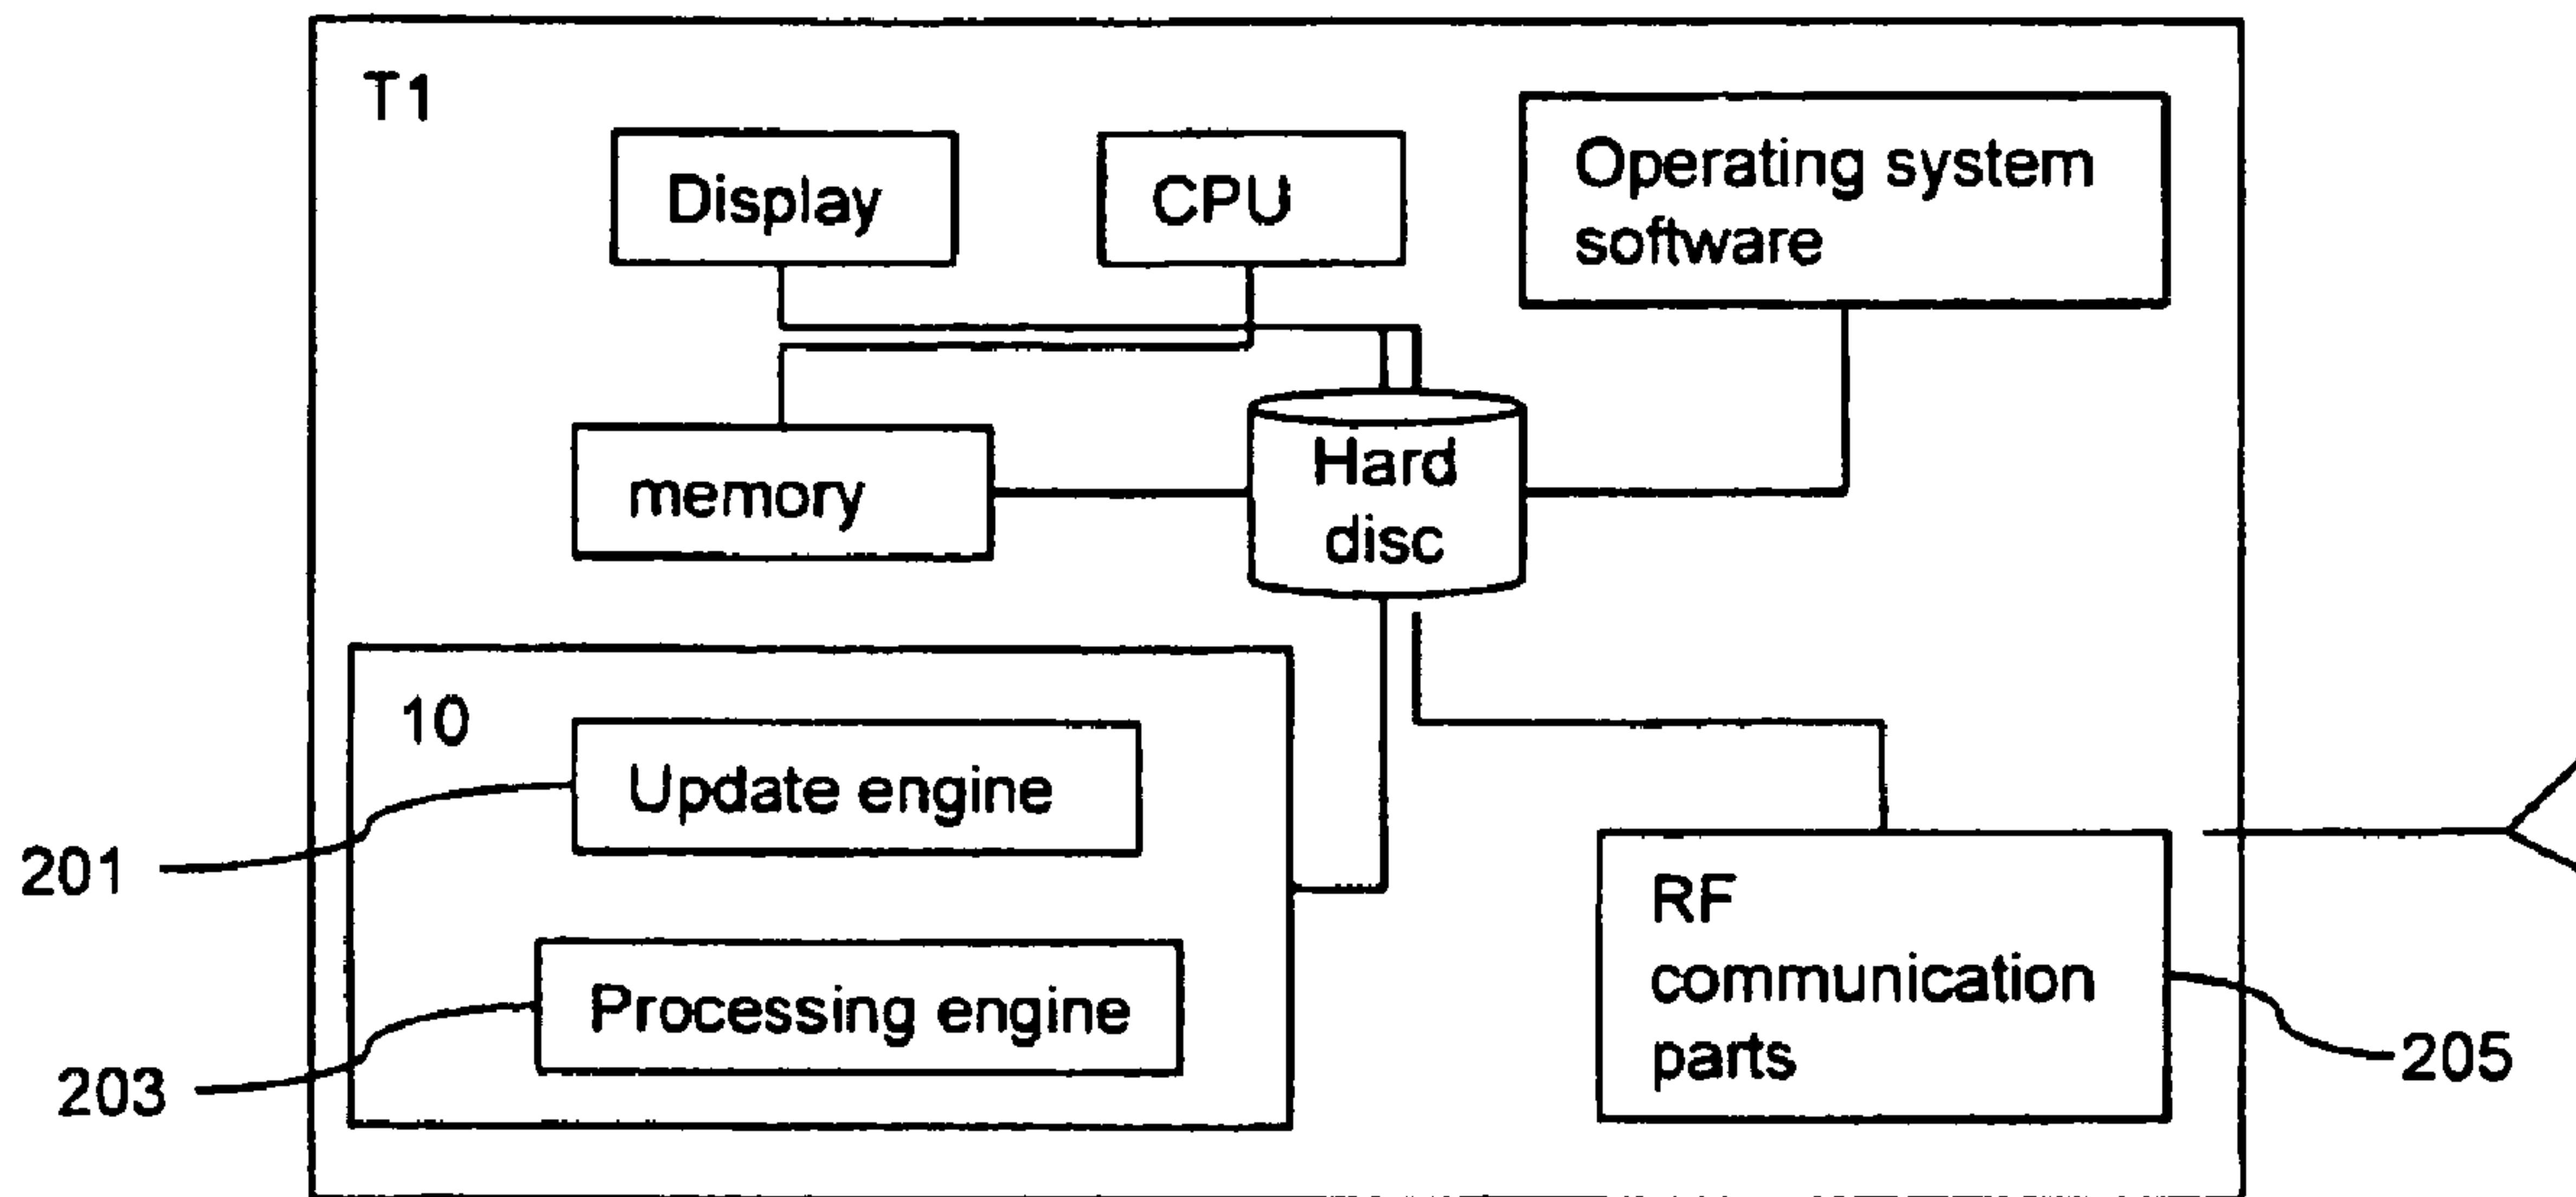 T1
Display
CPU
Operating system
software
memory
Hard
disc
10
Update engine
201
Processing engine
203
RF
communication
parts
205